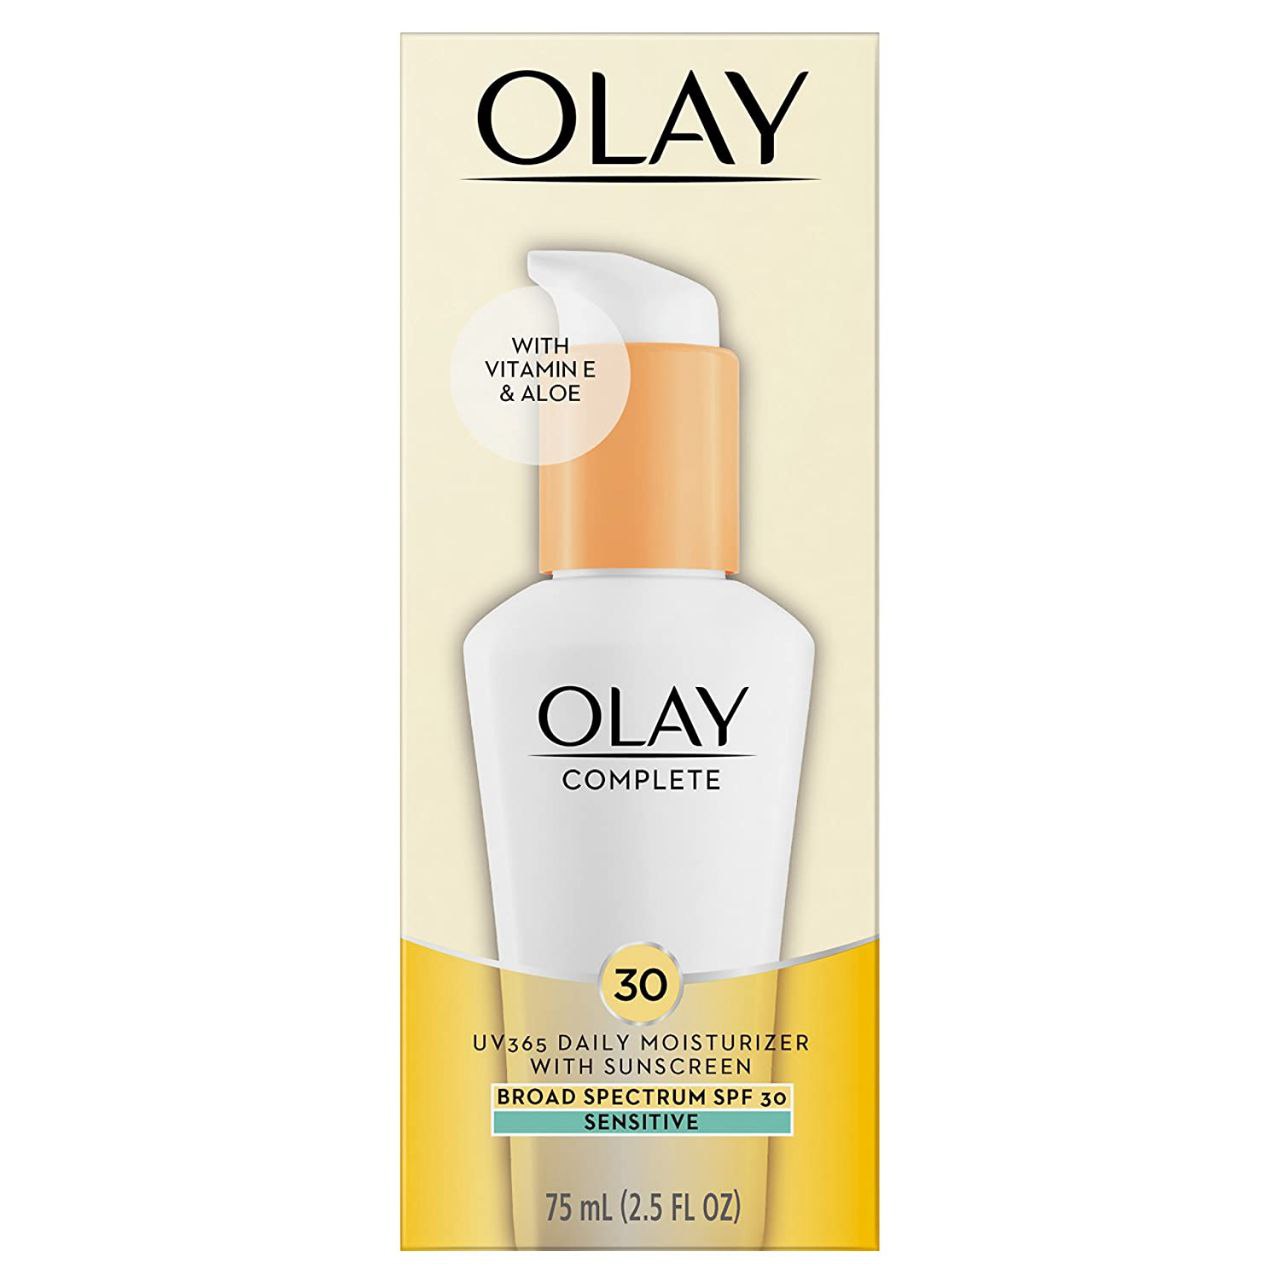 OLAY
WITH
VITAMIN E
& ALOE
OLAY
COMPLETE
30
UV365 DAILY MOISTURIZER
WITH SUNSCREEN
BROAD SPECTRUM SPF 30
SENSITIVE
75 mL (2.5 FL OZ)